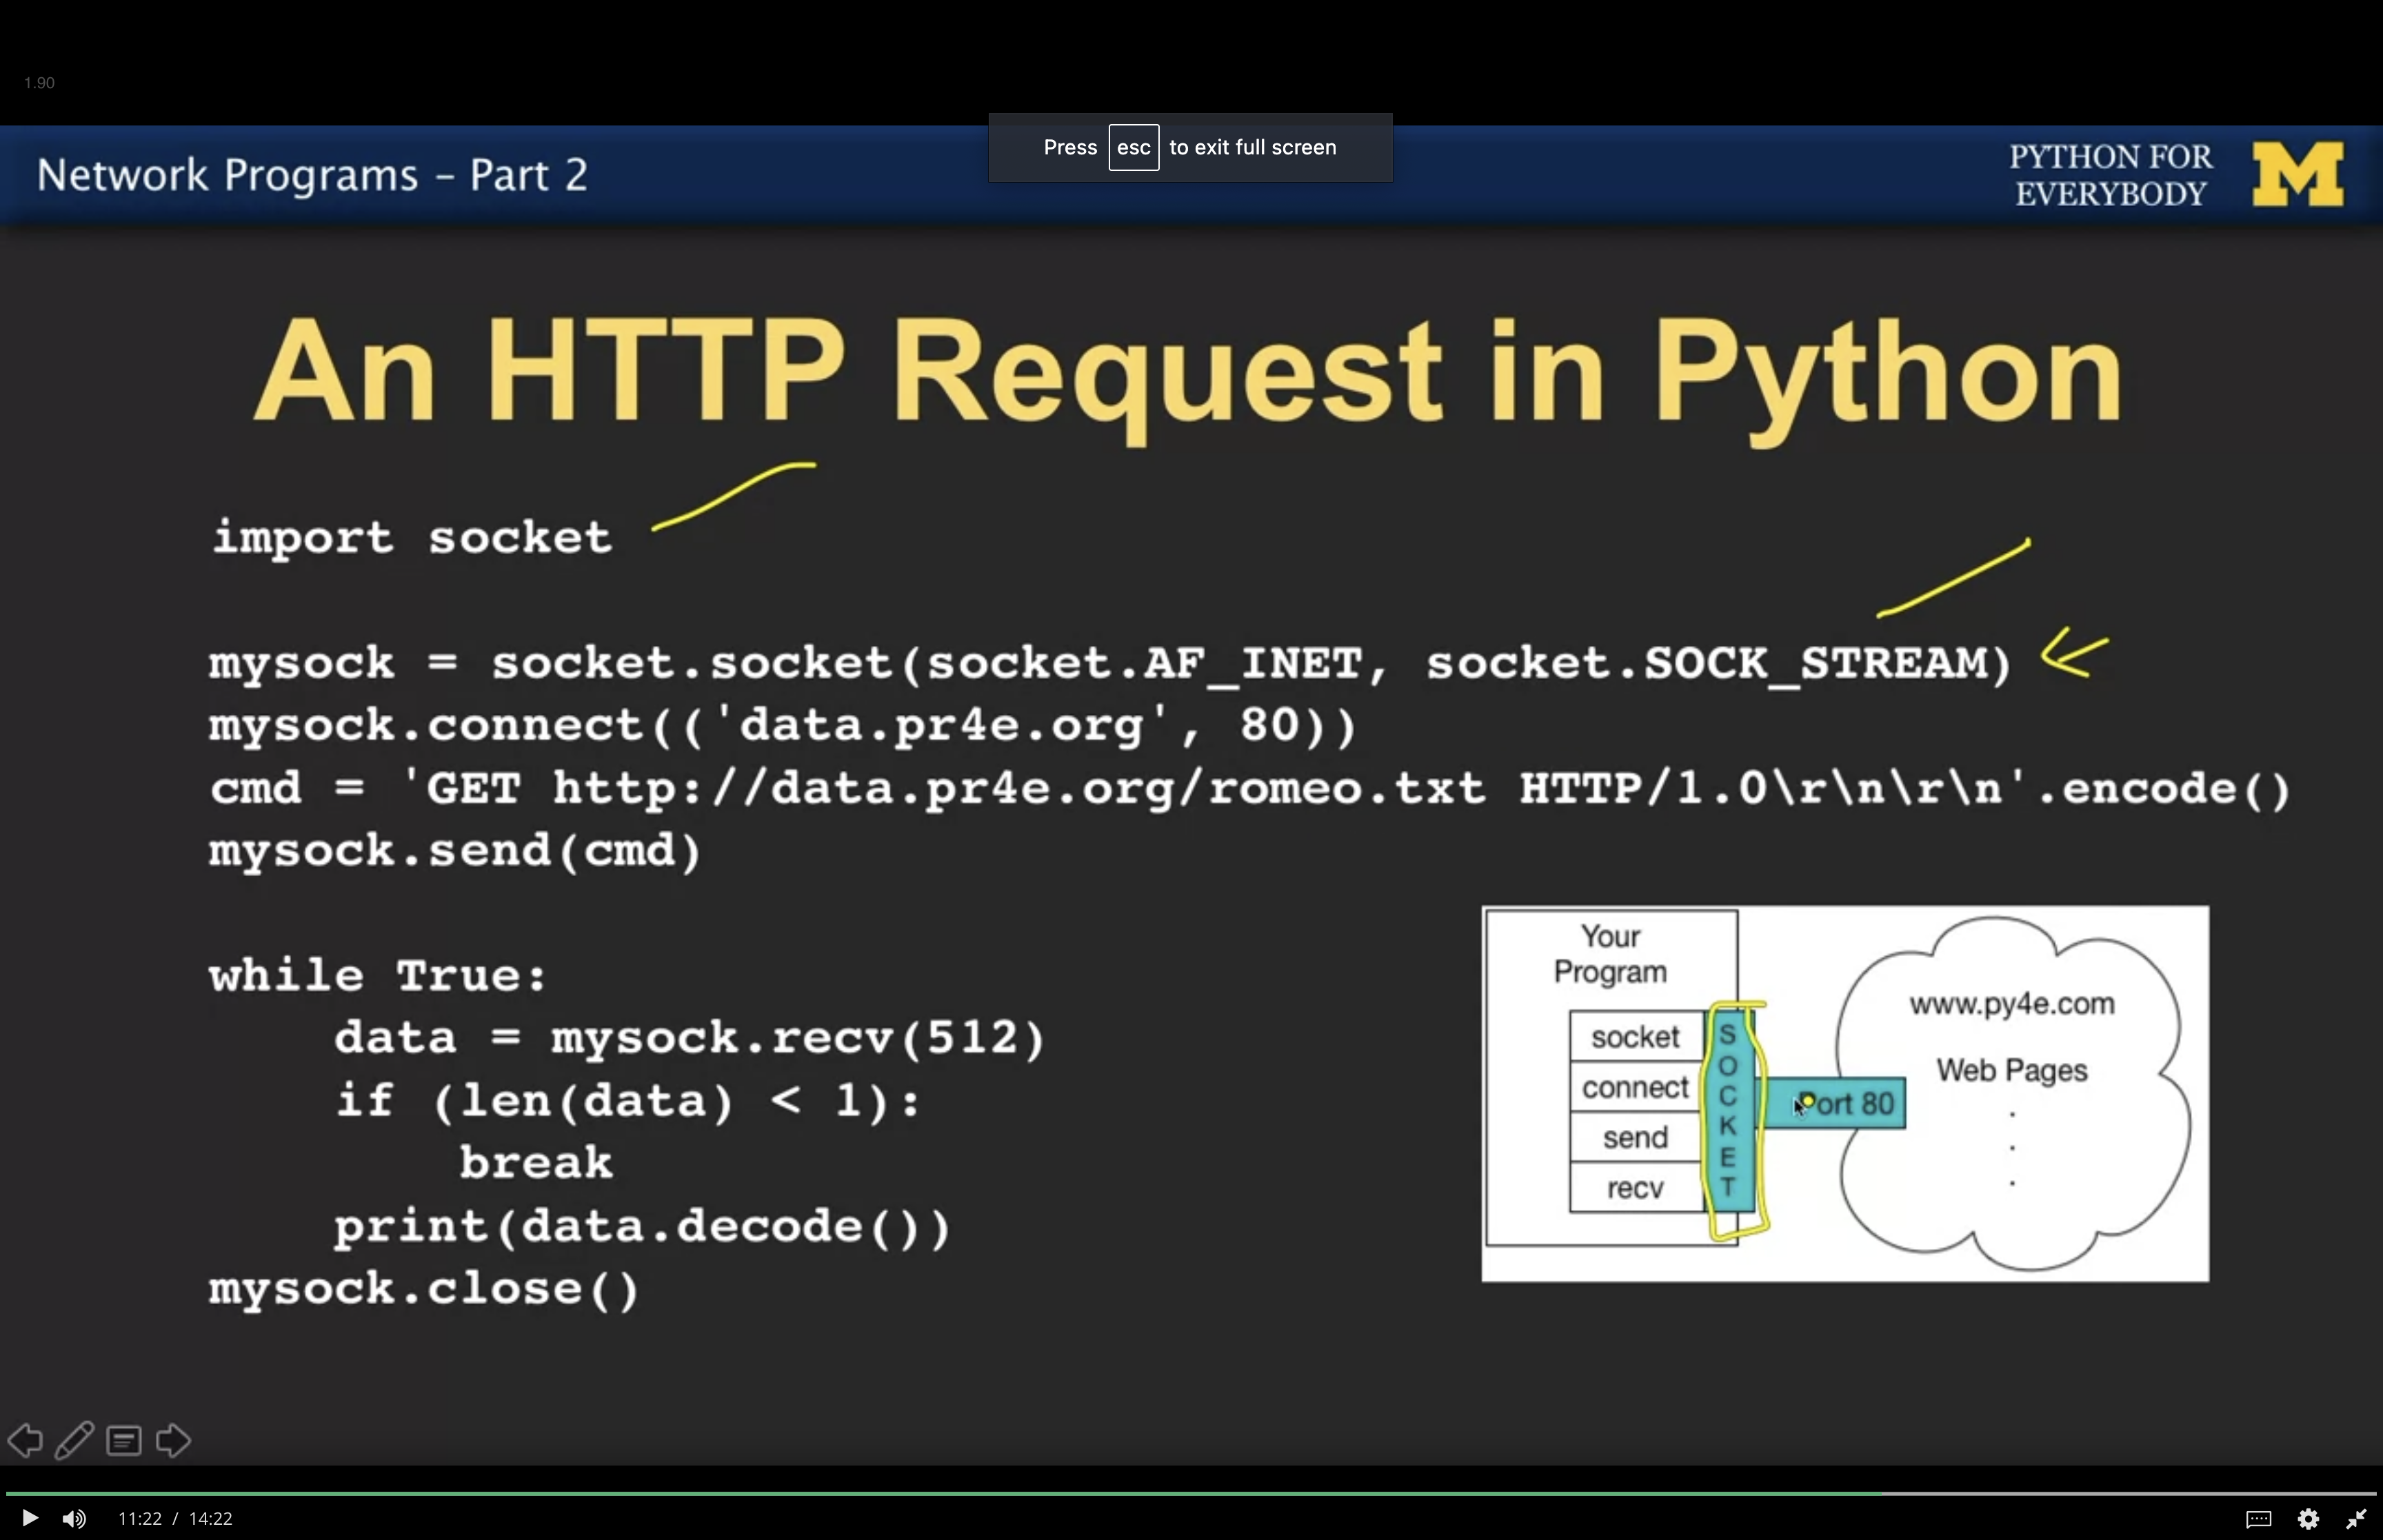 1.90
Press esc to exit full screen
Network Programs – Part 2
PYTHON FOR
EVERYBODY
M
An HTTP Request in Python
import socket
mysock = socket.socket(socket.AF_INET, socket.SOCK_STREAM)
mysock.connect(('data.pr4e.org', 80))
cmd = 'GET http://data.pr4e.org/romeo.txt HTTP/1.0\r\n\r\n'.encode()
mysock.send(cmd)
while True:
    data = mysock.recv(512)
    if (len(data) < 1):
        break
    print(data.decode())
mysock.close()
Your
Program
socket
connect
send
recv
SOCKET
Port 80
www.py4e.com
Web Pages
.
.
.
11:22 / 14:22